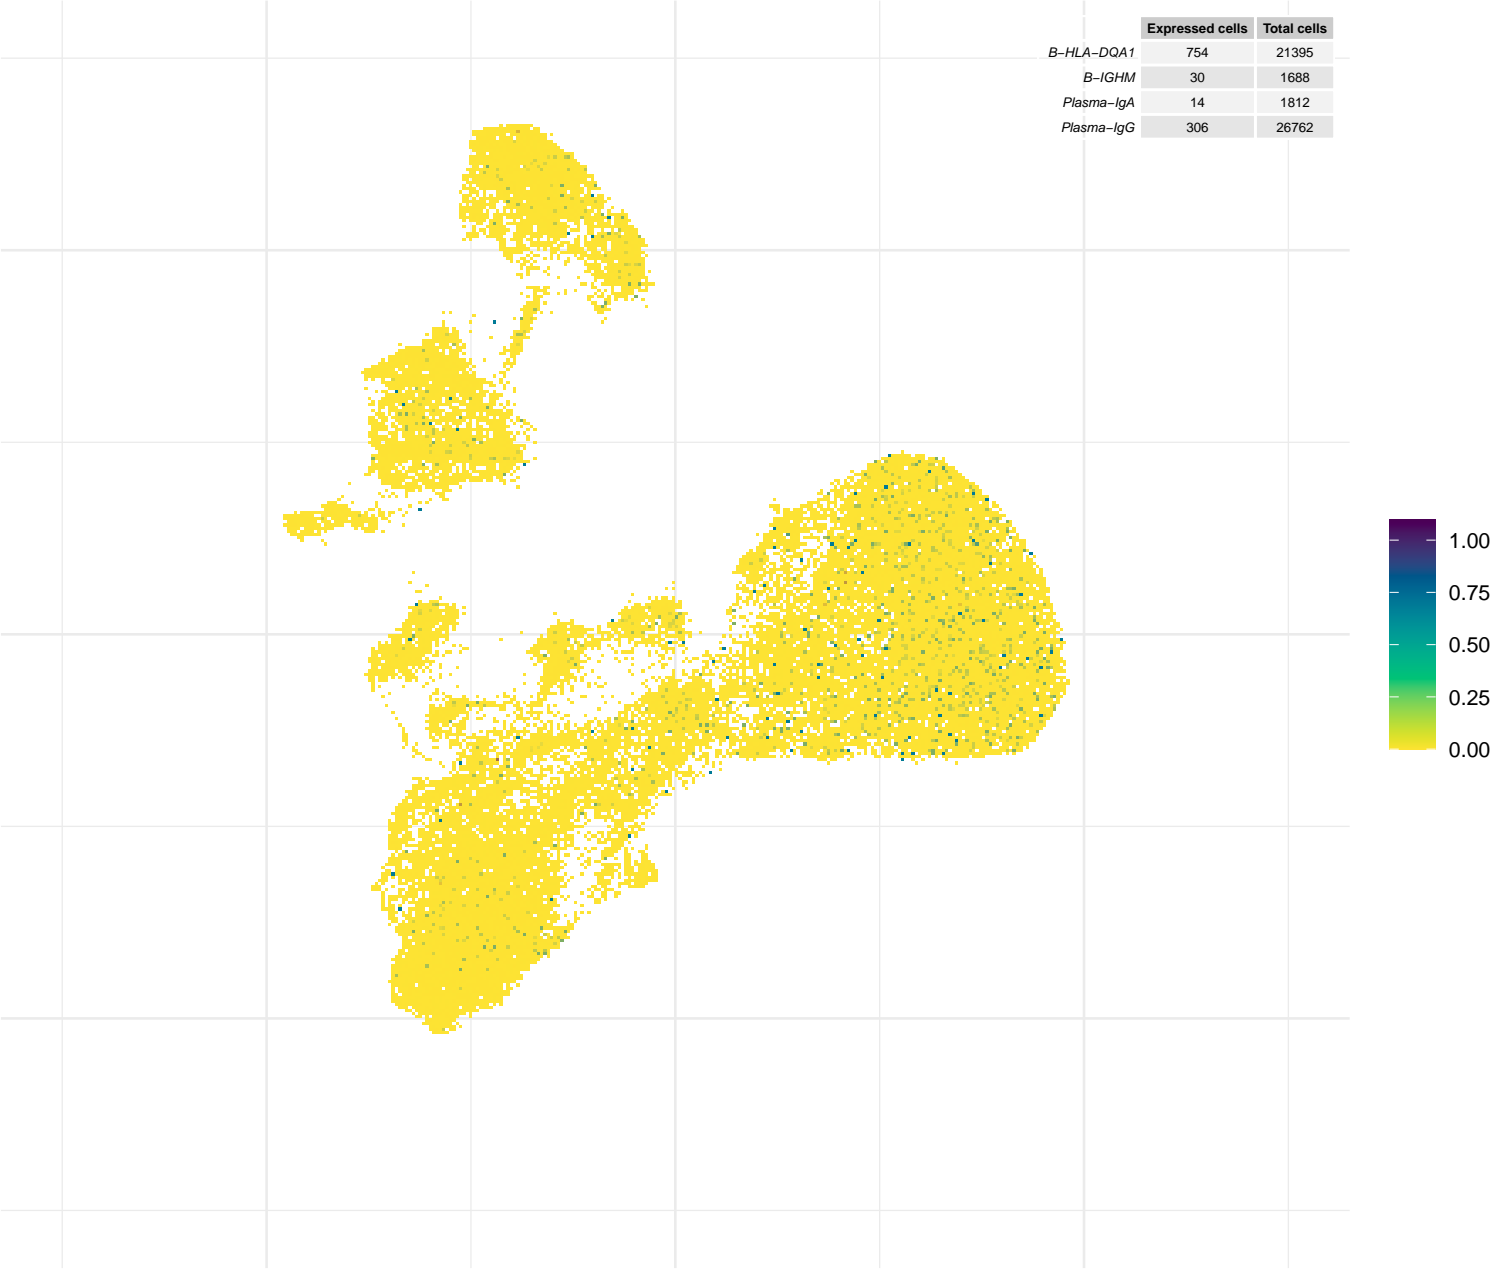 Expressed cells Total cells
B−HLA−DQA1 754 21395
B−IGHM 30 1688
Plasma−IgA 14 1812
Plasma−IgG 306 26762
1.00
0.75
0.50
0.25
0.00